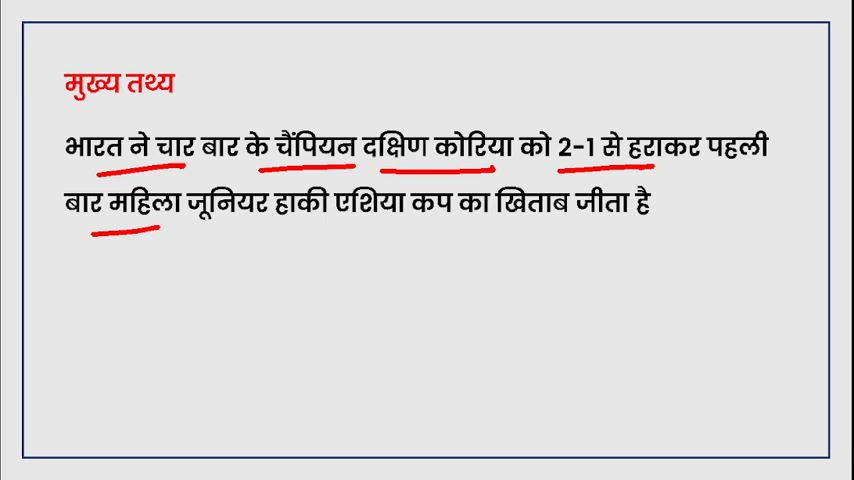 मुख्य तथ्य
भारत ने चार बार के चैंपियन दक्षिण कोरिया को 2-1 से हराकर पहली
बार महिला जूनियर हाकी एशिया कप का खिताब जीता है